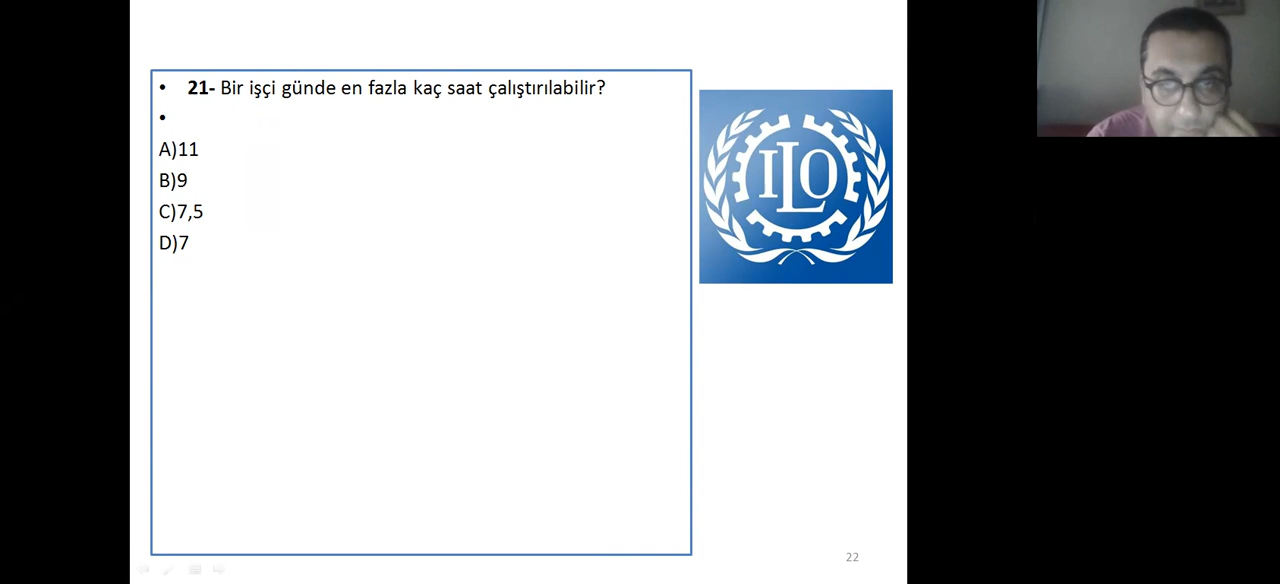 • 21- Bir işçi günde en fazla kaç saat çalıştırılabilir?
•
A)11
B)9
C)7,5
D)7
ILO
22